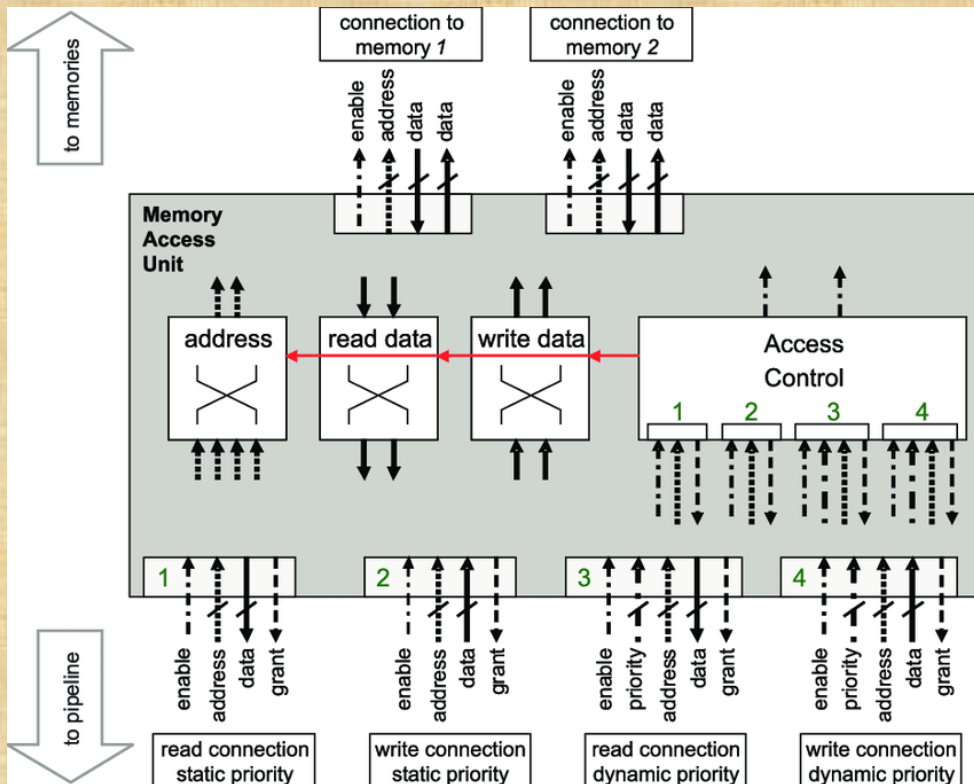 to memories
connection to
memory 1
connection to
memory 2
enable
address
data
data
enable
address
data
data
Memory
Access
Unit
address
read data
write data
Access
Control
1
2
3
4
1
2
3
4
enable
address
data
grant
enable
address
data
grant
enable
priority
address
data
grant
enable
priority
address
data
grant
to pipeline
read connection
static priority
write connection
static priority
read connection
dynamic priority
write connection
dynamic priority